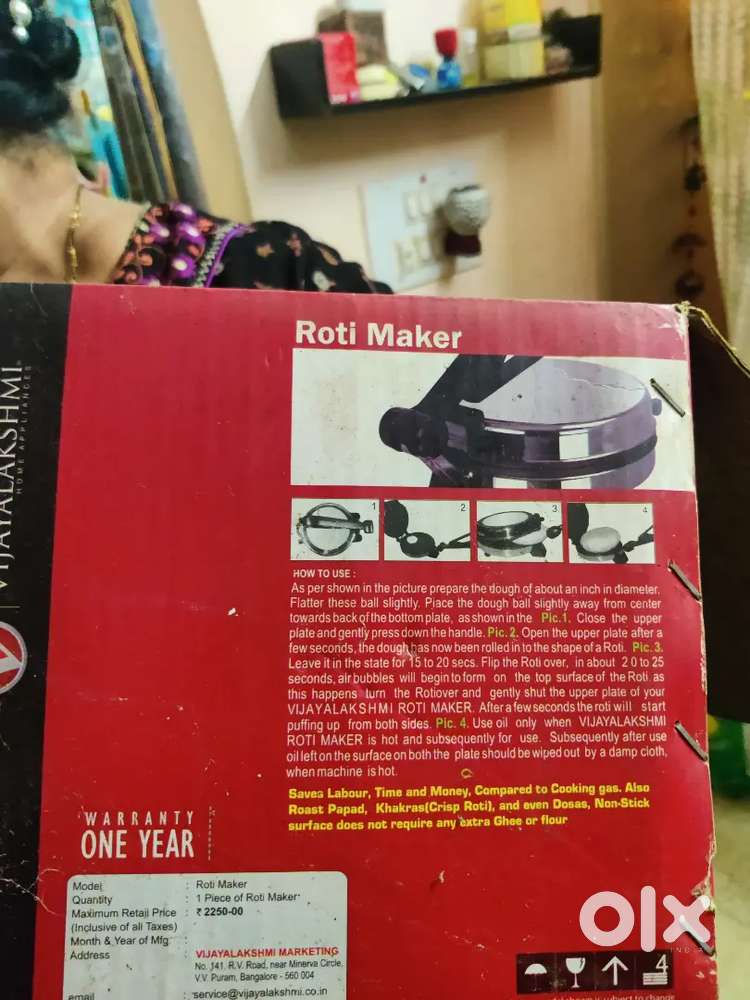 VIJAYALAKSHMI
HOME APPLIANCES
Roti Maker
1
2
3
4
HOW TO USE :
As per shown in the picture prepare the dough of about an inch in diameter.
Flatter these ball slightly. Place the dough ball slightly away from center
towards back of the bottom plate, as shown in the Pic.1. Close the upper
plate and gently press down the handle. Pic. 2. Open the upper plate after a
few seconds, the dough has now been rolled in to the shape of a Roti. Pic. 3.
Leave it in the state for 15 to 20 secs. Flip the Roti over, in about 2 0 to 25
seconds, air bubbles will begin to form on the top surface of the Roti. as
this happens turn the Rotiover and gently shut the upper plate of your
VIJAYALAKSHMI ROTI MAKER. After a few seconds the roti will start
puffing up from both sides. Pic. 4. Use oil only when VIJAYALAKSHMI
ROTI MAKER is hot and subsequently for use. Subsequently after use
oil left on the surface on both the plate should be wiped out by a damp cloth,
when machine is hot.
Saves Labour, Time and Money, Compared to Cooking gas. Also
Roast Papad, Khakras(Crisp Roti), and even Dosas, Non-Stick
surface does not require any extra Ghee or flour
WARRANTY
ONE YEAR
Model : Roti Maker
Quantity : 1 Piece of Roti Maker
Maximum Retail Price : ₹ 2250-00
(Inclusive of all Taxes)
Month & Year of Mfg :
Address : VIJAYALAKSHMI MARKETING
No. 141. R.V. Road, near Minerva Circle,
V.V. Puram, Bangalore - 560 004
email : service@vijayalakshmi.co.in
4
is subject to change
olx
INDIA